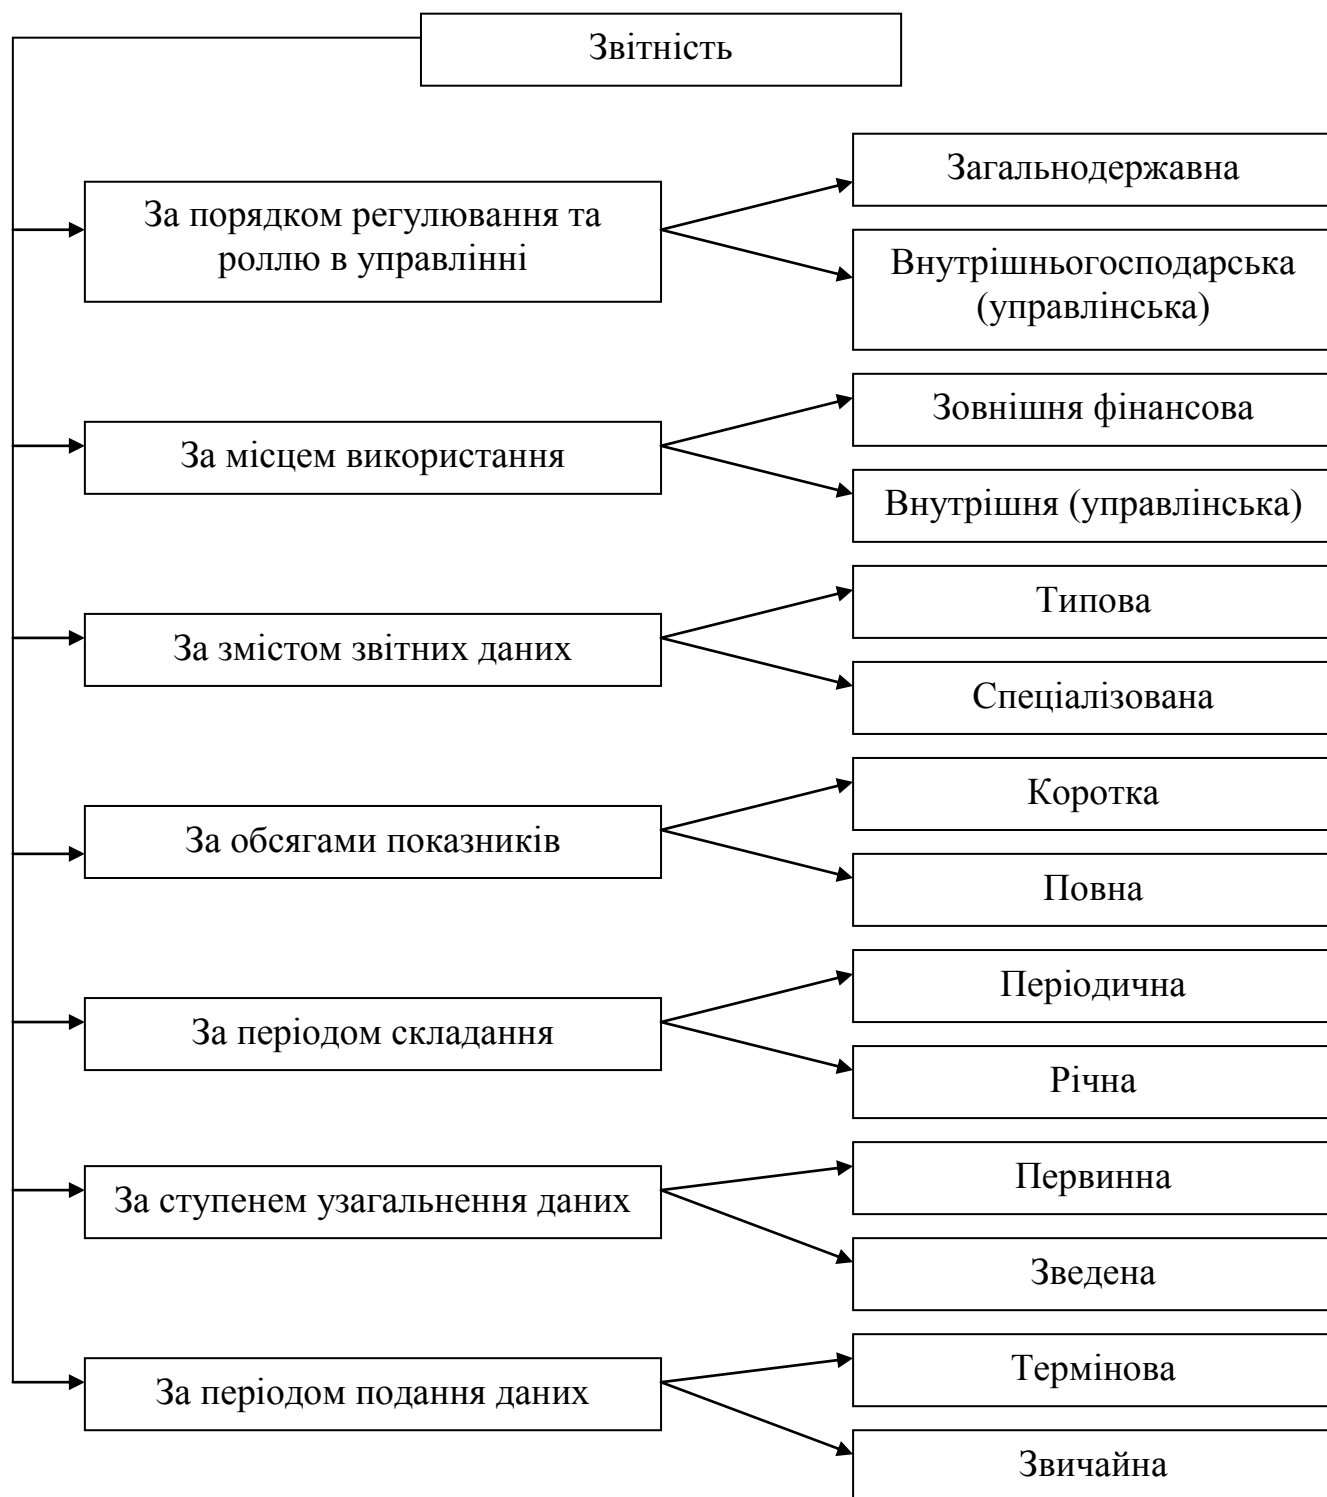 Звітність
За порядком регулювання та
роллю в управлінні
Загальнодержавна
Внутрішньогосподарська
(управлінська)
За місцем використання
Зовнішня фінансова
Внутрішня (управлінська)
За змістом звітних даних
Типова
Спеціалізована
За обсягами показників
Коротка
Повна
За періодом складання
Періодична
Річна
За ступенем узагальнення даних
Первинна
Зведена
За періодом подання даних
Термінова
Звичайна